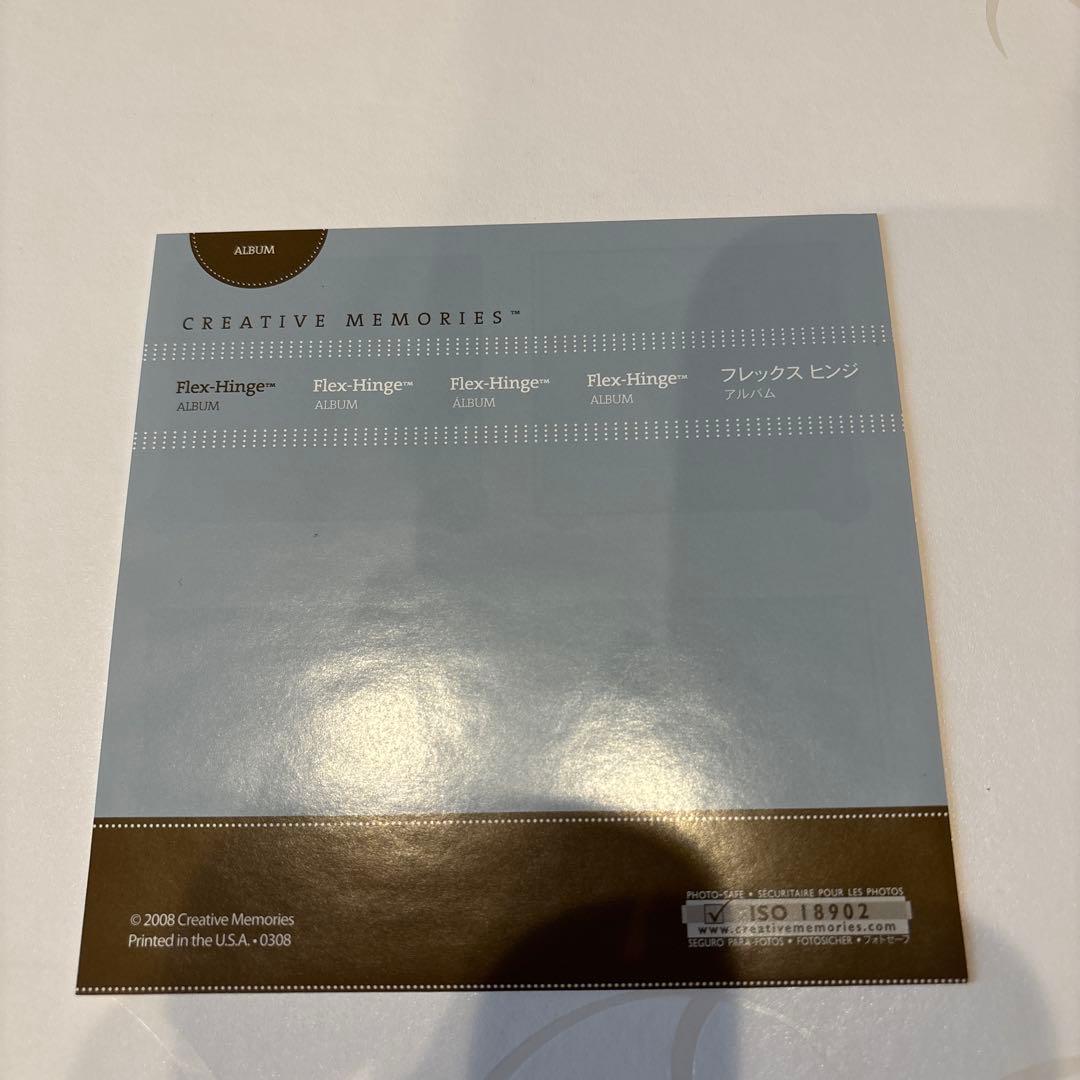 ALBUM
CREATIVE MEMORIES™
Flex-Hinge™ Flex-Hinge™ Flex-Hinge™ Flex-Hinge™ フレックス ヒンジ
ALBUM ALBUM ÁLBUM ALBUM アルバム
© 2008 Creative Memories
Printed in the U.S.A. • 0308
PHOTO-SAFE • SÉCURITAIRE POUR LES PHOTOS
ISO 18902
www.creativememories.com
SEGURO PARA FOTOS • FOTOSICHER • フォトセーフ